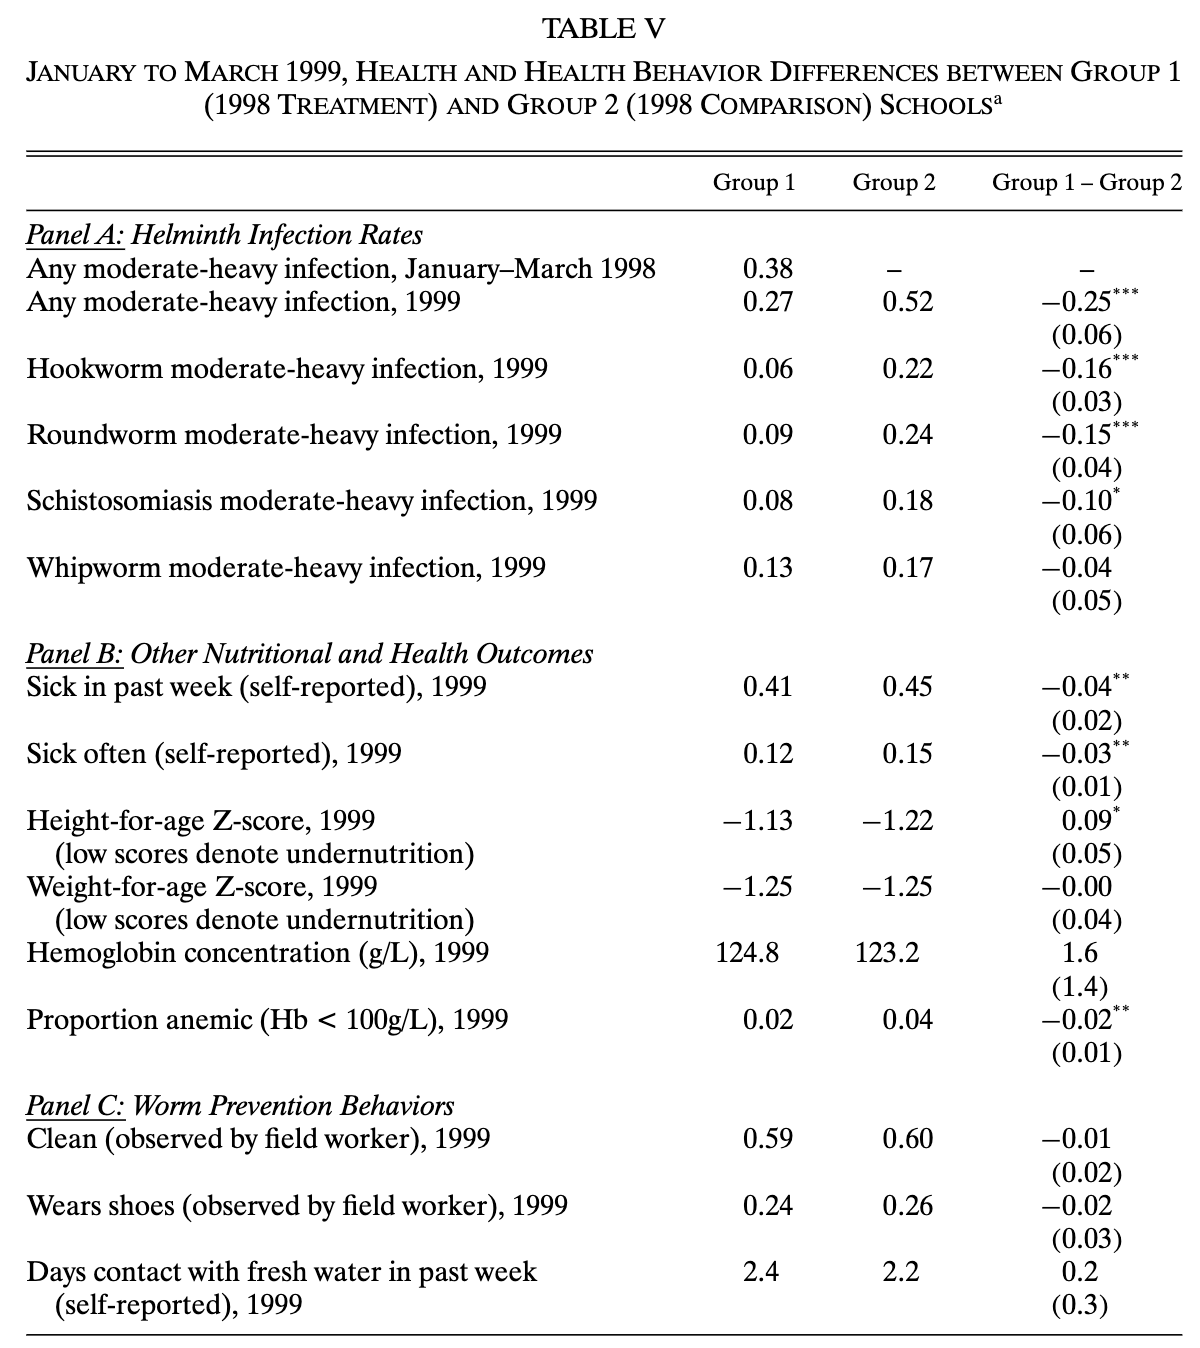 TABLE V
JANUARY TO MARCH 1999, HEALTH AND HEALTH BEHAVIOR DIFFERENCES BETWEEN GROUP 1
(1998 TREATMENT) AND GROUP 2 (1998 COMPARISON) SCHOOLSᵃ
Group 1 Group 2 Group 1 – Group 2
Panel A: Helminth Infection Rates
Any moderate-heavy infection, January–March 1998 0.38 – –
Any moderate-heavy infection, 1999 0.27 0.52 −0.25***
(0.06)
Hookworm moderate-heavy infection, 1999 0.06 0.22 −0.16***
(0.03)
Roundworm moderate-heavy infection, 1999 0.09 0.24 −0.15***
(0.04)
Schistosomiasis moderate-heavy infection, 1999 0.08 0.18 −0.10*
(0.06)
Whipworm moderate-heavy infection, 1999 0.13 0.17 −0.04
(0.05)
Panel B: Other Nutritional and Health Outcomes
Sick in past week (self-reported), 1999 0.41 0.45 −0.04**
(0.02)
Sick often (self-reported), 1999 0.12 0.15 −0.03**
(0.01)
Height-for-age Z-score, 1999 −1.13 −1.22 0.09*
(low scores denote undernutrition) (0.05)
Weight-for-age Z-score, 1999 −1.25 −1.25 −0.00
(low scores denote undernutrition) (0.04)
Hemoglobin concentration (g/L), 1999 124.8 123.2 1.6
(1.4)
Proportion anemic (Hb < 100g/L), 1999 0.02 0.04 −0.02**
(0.01)
Panel C: Worm Prevention Behaviors
Clean (observed by field worker), 1999 0.59 0.60 −0.01
(0.02)
Wears shoes (observed by field worker), 1999 0.24 0.26 −0.02
(0.03)
Days contact with fresh water in past week 2.4 2.2 0.2
(self-reported), 1999 (0.3)